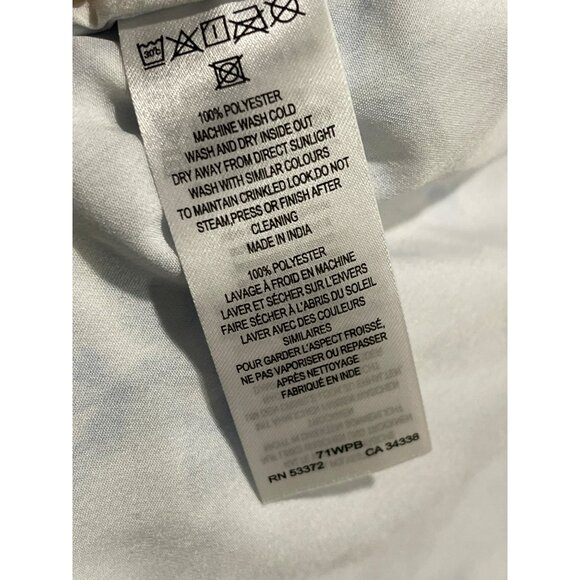 30°C
100% POLYESTER
MACHINE WASH COLD
WASH AND DRY INSIDE OUT
DRY AWAY FROM DIRECT SUNLIGHT
WASH WITH SIMILAR COLOURS
TO MAINTAIN CRINKLED LOOK,DO NOT
STEAM,PRESS OR FINISH AFTER
CLEANING
MADE IN INDIA
100% POLYESTER
LAVAGE À FROID EN MACHINE
LAVER ET SÉCHER SUR L'ENVERS
FAIRE SÉCHER À L'ABRIS DU SOLEIL
LAVER AVEC DES COULEURS
SIMILAIRES
POUR GARDER L'ASPECT FROISSÉ,
NE PAS VAPORISER OU REPASSER
APRÈS NETTOYAGE
FABRIQUÉ EN INDE
71WPB
RN 53372 CA 34338